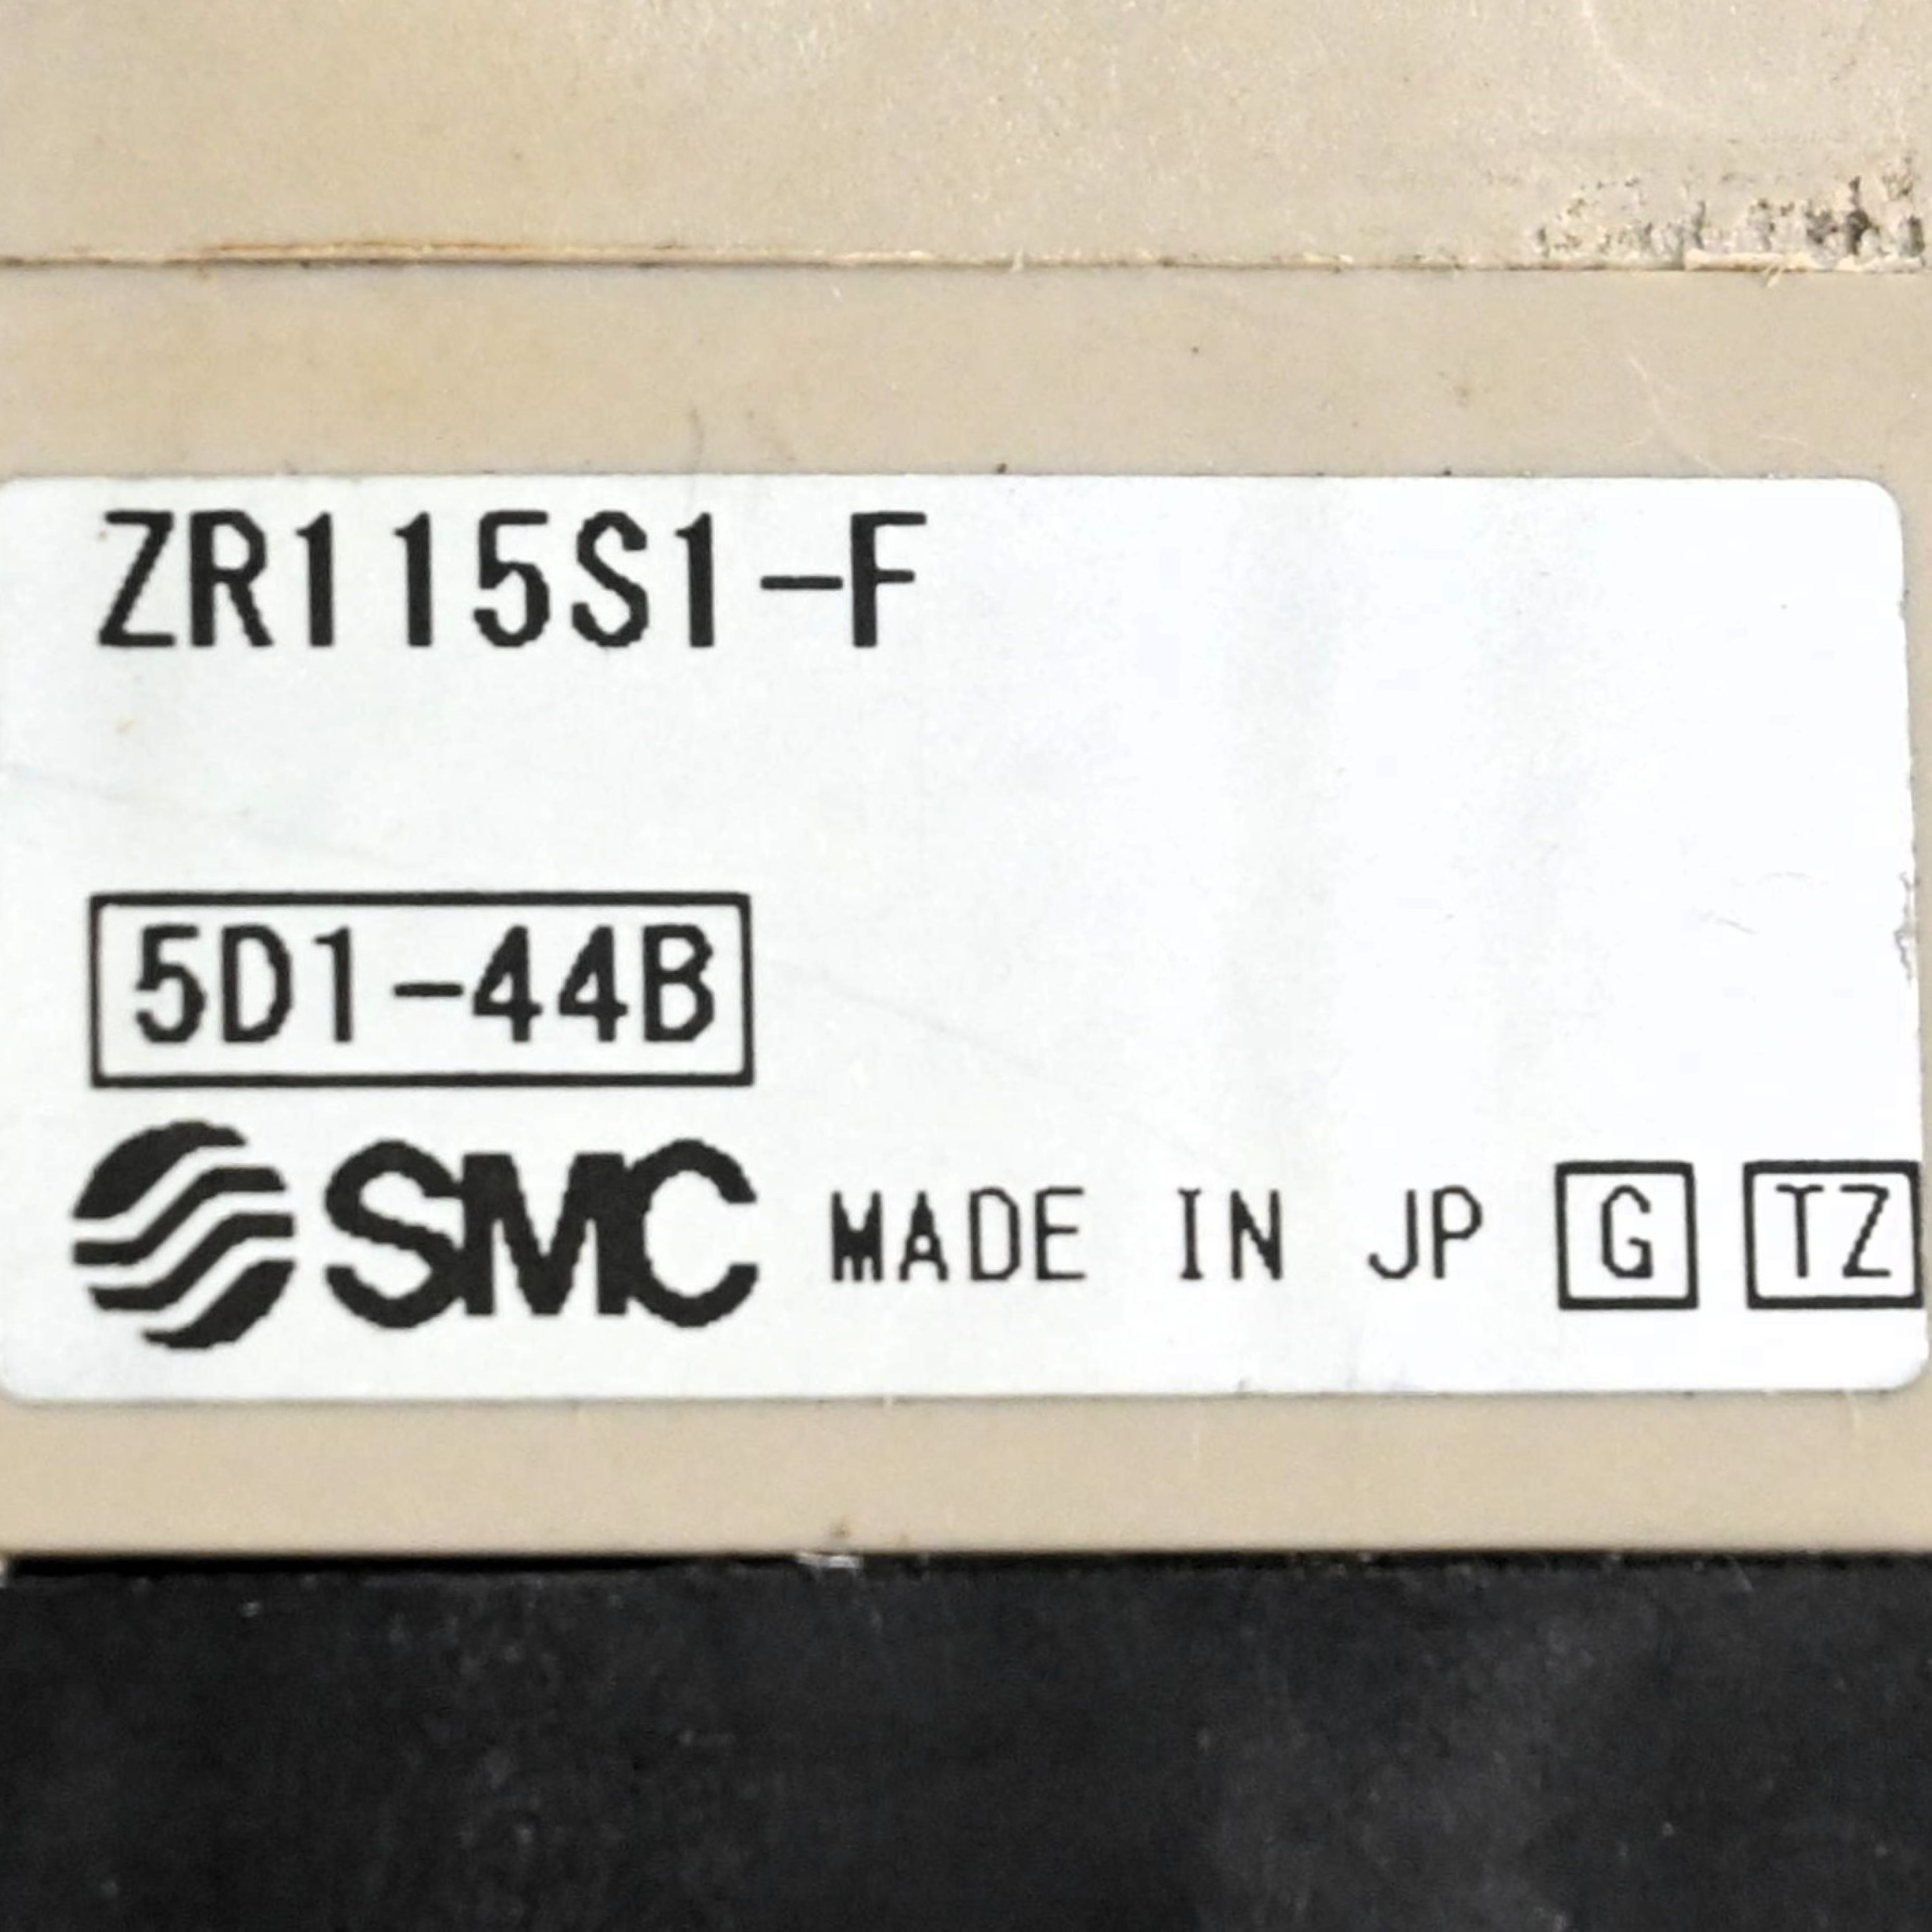 ZR115S1-F
5D1-44B
SMC MADE IN JP G TZ